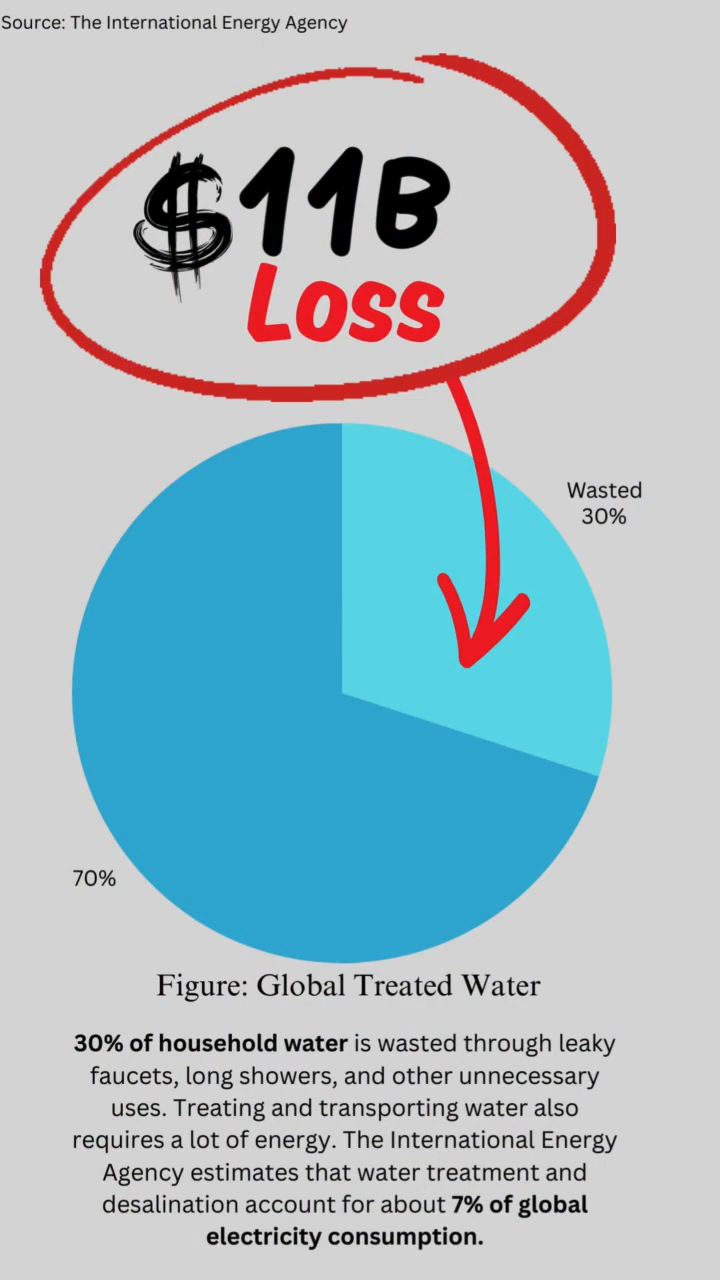 Source: The International Energy Agency
$11B
Loss
Wasted
30%
70%
Figure: Global Treated Water
30% of household water is wasted through leaky
faucets, long showers, and other unnecessary
uses. Treating and transporting water also
requires a lot of energy. The International Energy
Agency estimates that water treatment and
desalination account for about 7% of global
electricity consumption.